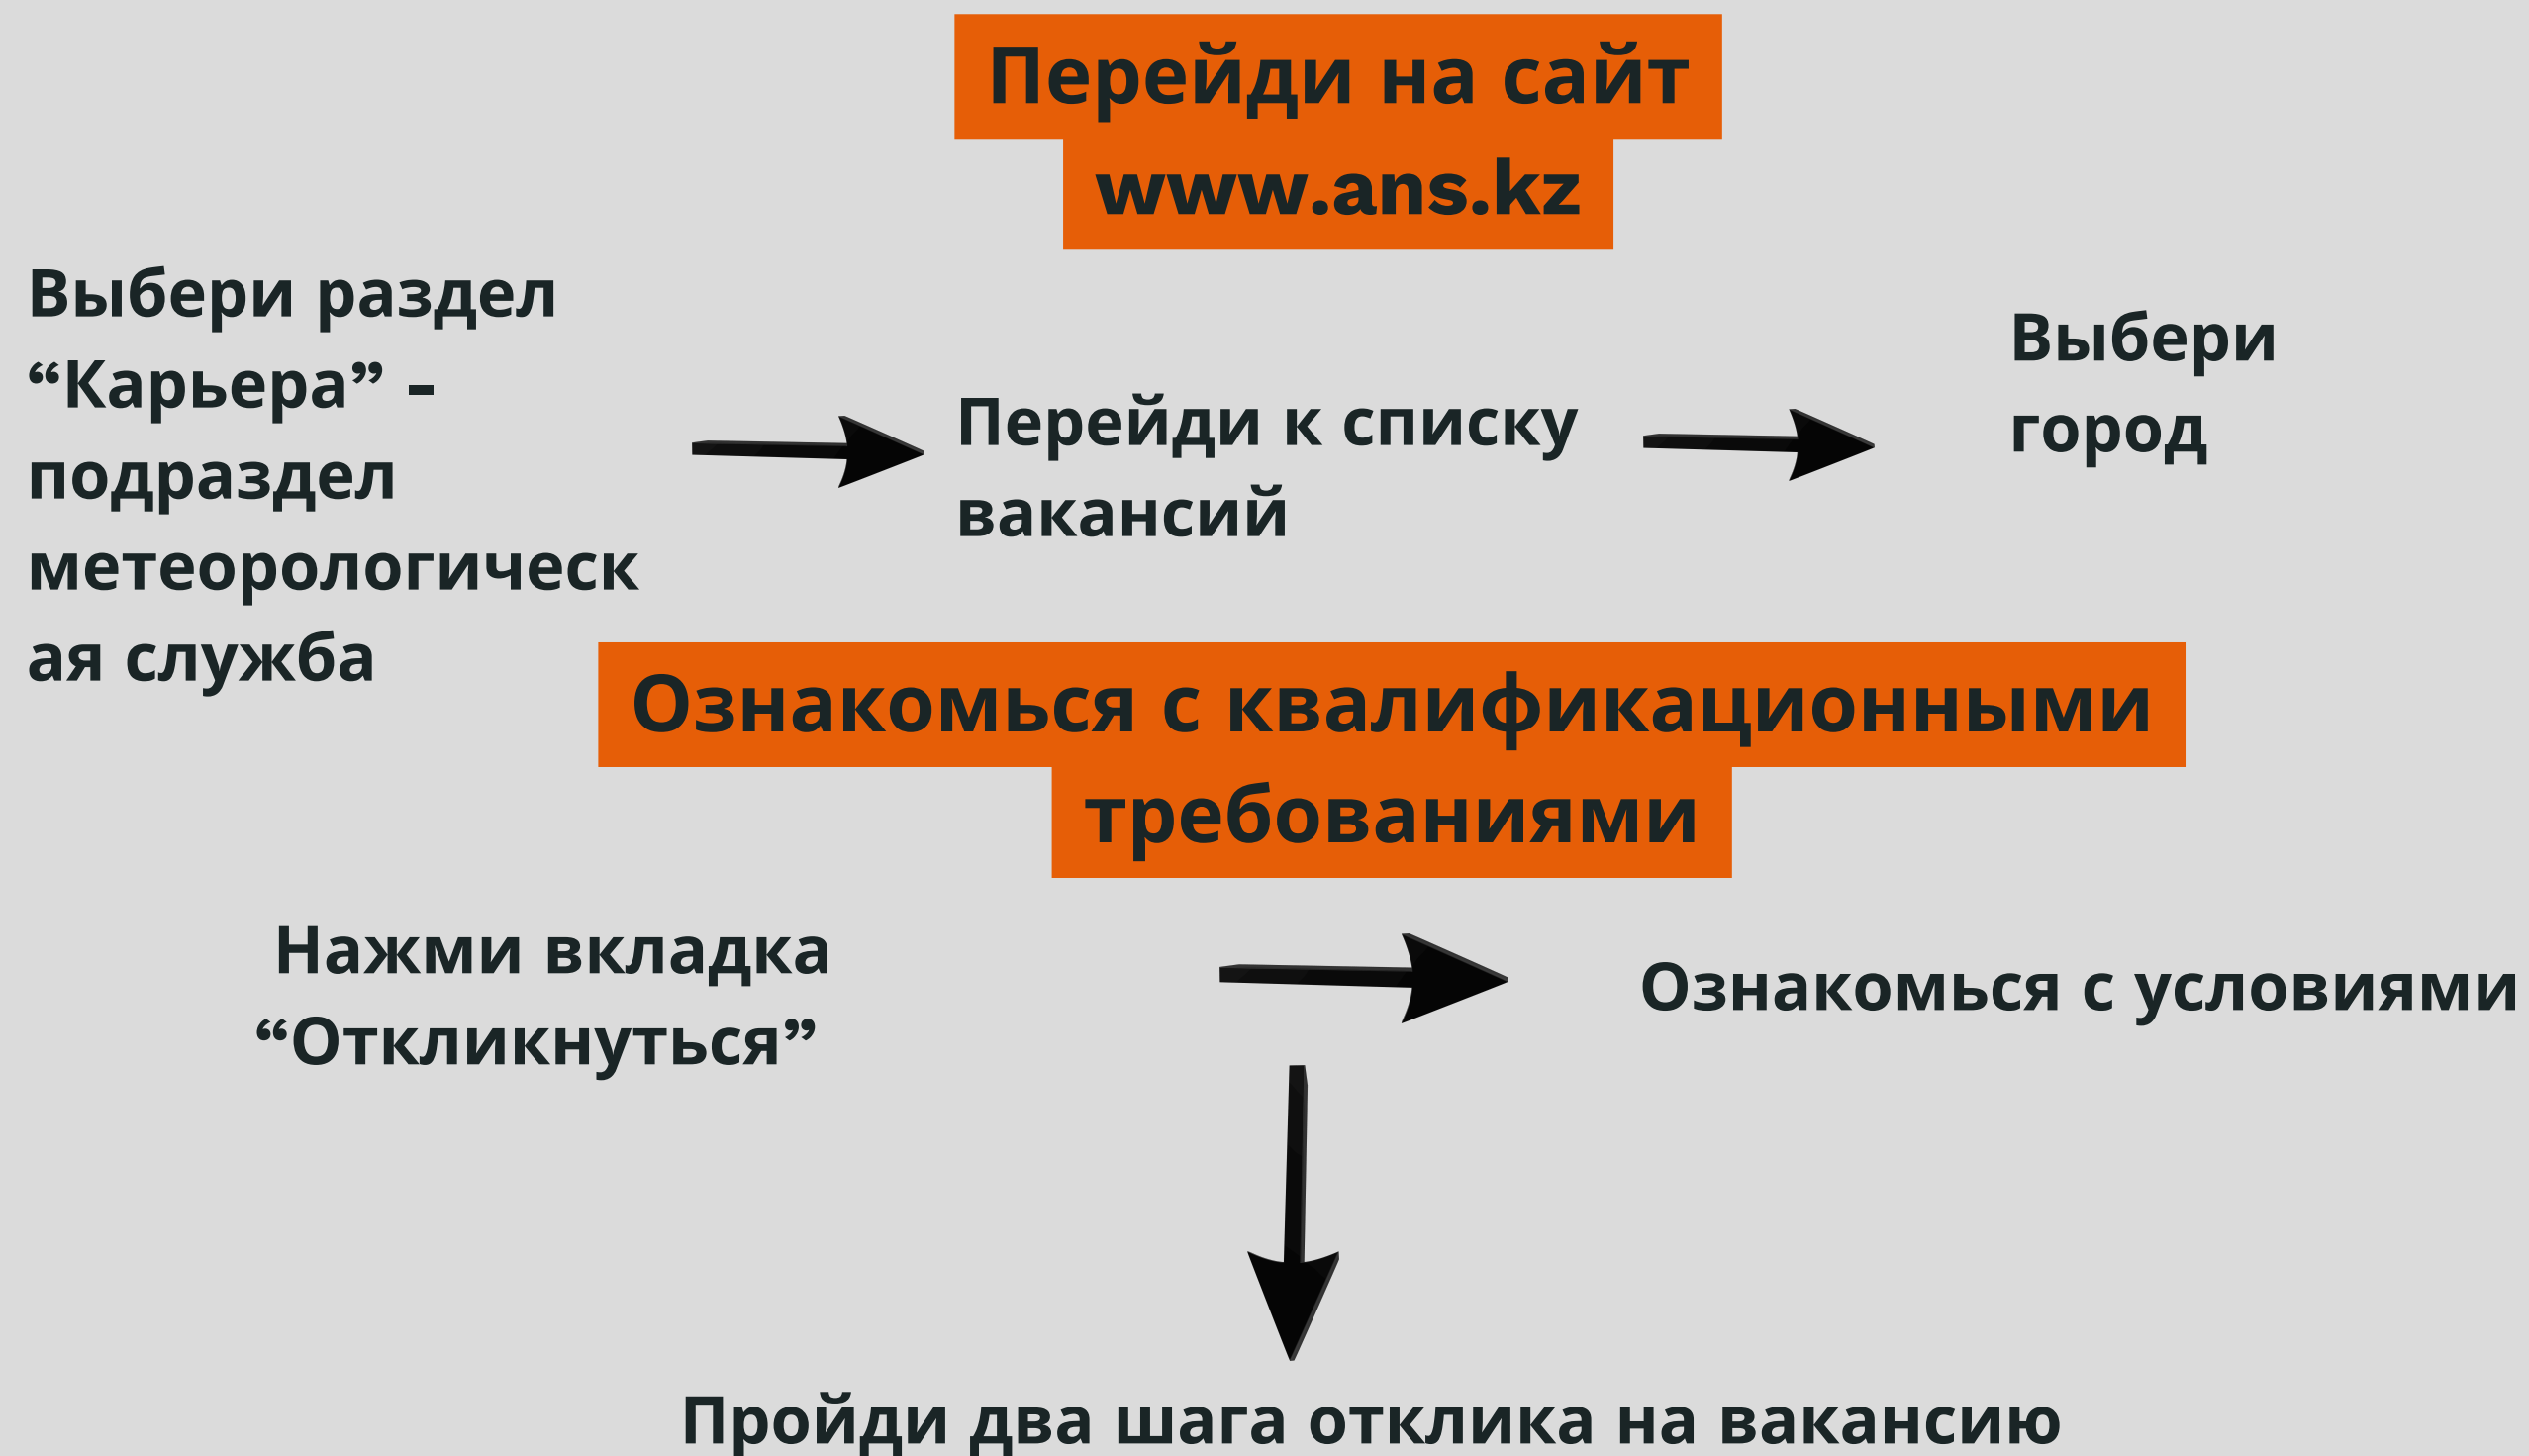 Перейди на сайт
www.ans.kz
Выбери раздел
“Карьера” -
подраздел
метеорологическ
ая служба
Перейди к списку
вакансий
Выбери
город
Ознакомься с квалификационными
требованиями
Нажми вкладка
“Откликнуться”
Ознакомься с условиями
Пройди два шага отклика на вакансию